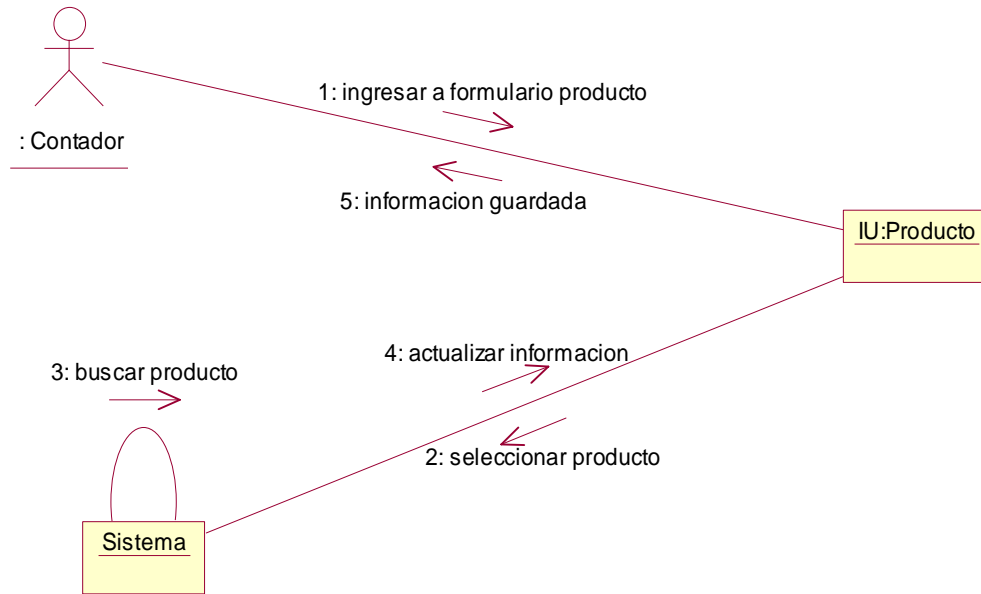 1: ingresar a formulario producto
: Contador
5: informacion guardada
IU:Producto
4: actualizar informacion
3: buscar producto
2: seleccionar producto
Sistema